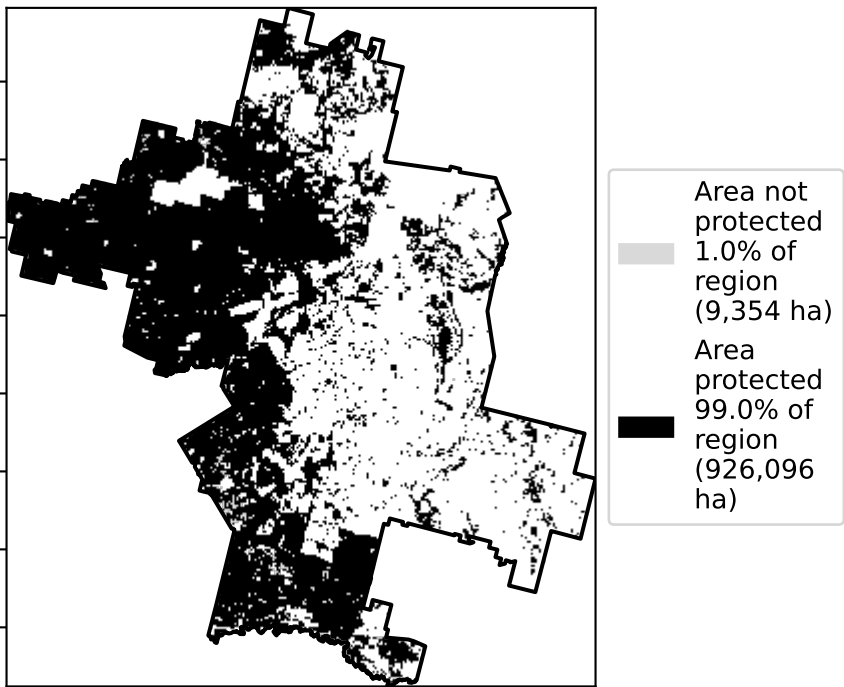 Area not
protected
1.0% of
region
(9,354 ha)
Area
protected
99.0% of
region
(926,096
ha)